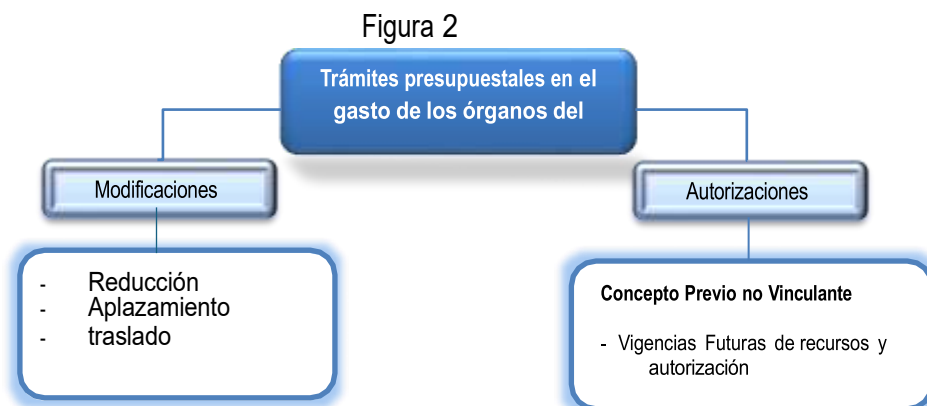 Figura 2
Trámites presupuestales en el
gasto de los órganos del
Modificaciones
- Reducción
- Aplazamiento
- traslado
Autorizaciones
Concepto Previo no Vinculante
- Vigencias Futuras de recursos y
autorización